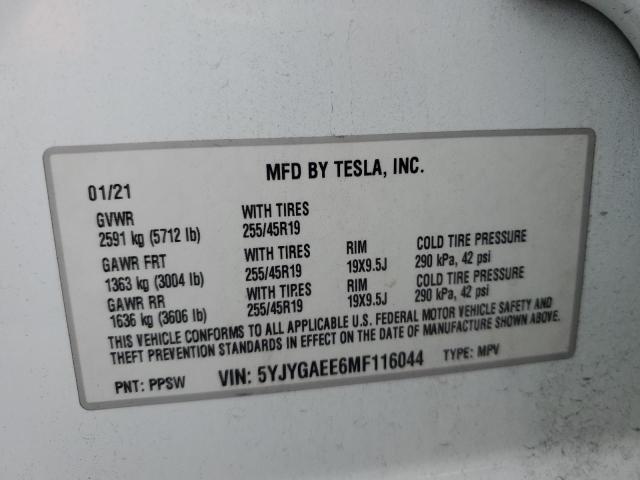 MFD BY TESLA, INC.
01/21
GVWR WITH TIRES
2591 kg (5712 lb) 255/45R19
GAWR FRT WITH TIRES RIM COLD TIRE PRESSURE
1363 kg (3004 lb) 255/45R19 19X9.5J 290 kPa, 42 psi
GAWR RR WITH TIRES RIM COLD TIRE PRESSURE
1636 kg (3606 lb) 255/45R19 19X9.5J 290 kPa, 42 psi
THIS VEHICLE CONFORMS TO ALL APPLICABLE U.S. FEDERAL MOTOR VEHICLE SAFETY AND
THEFT PREVENTION STANDARDS IN EFFECT ON THE DATE OF MANUFACTURE SHOWN ABOVE.
PNT: PPSW VIN: 5YJYGAEE6MF116044 TYPE: MPV